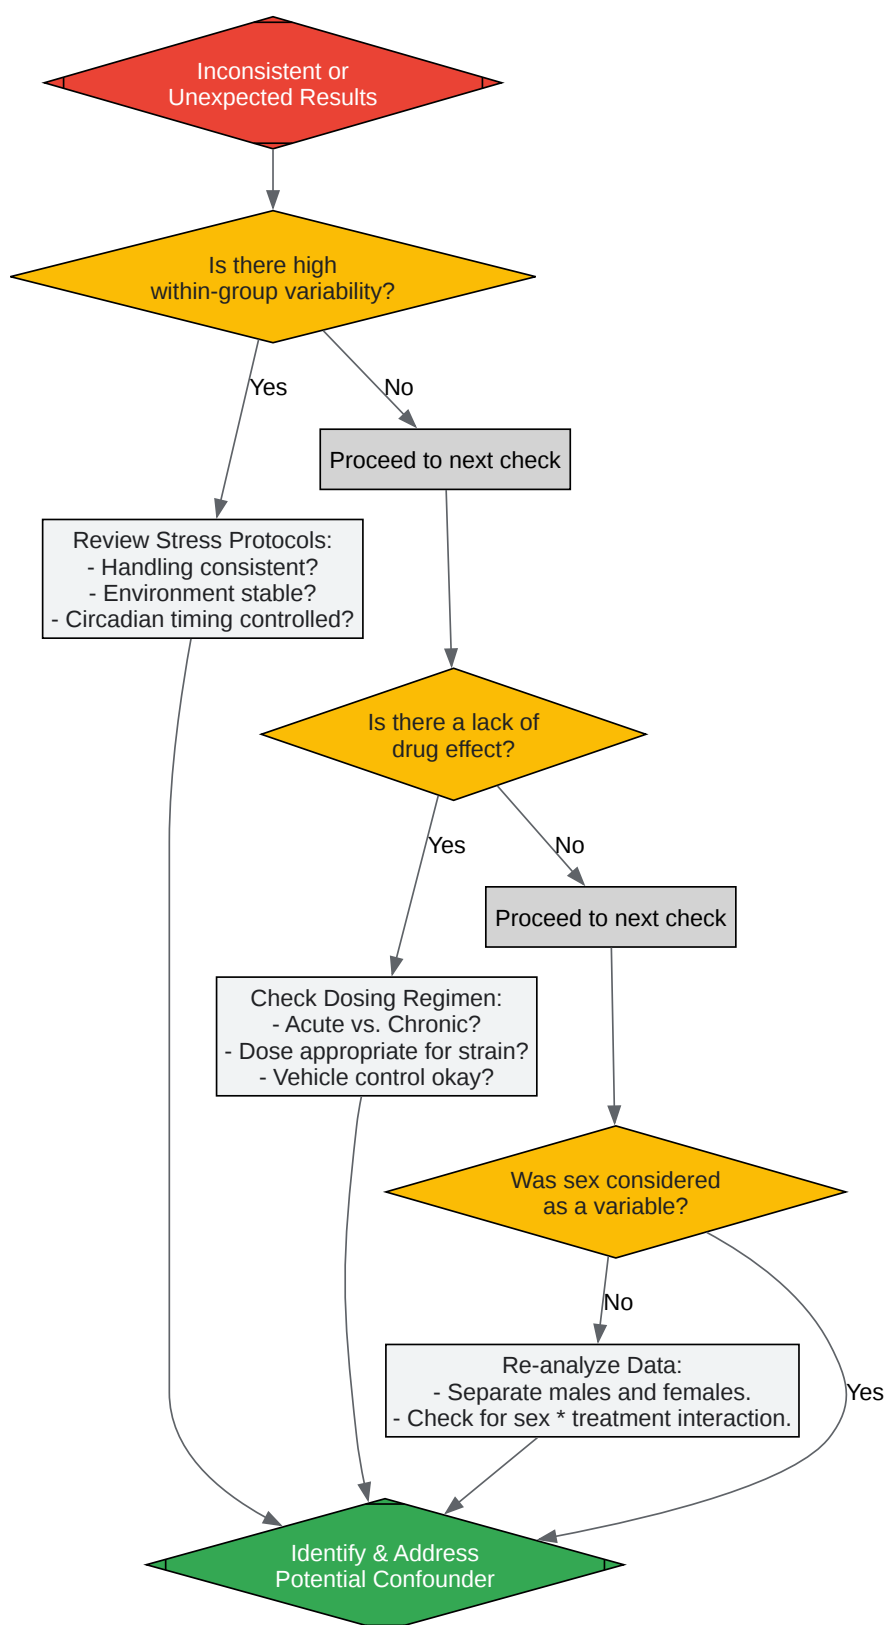 Inconsistent or
Unexpected Results
Is there high
within-group variability?
Yes
No
Proceed to next check
Review Stress Protocols:
- Handling consistent?
- Environment stable?
- Circadian timing controlled?
Is there a lack of
drug effect?
Yes
No
Proceed to next check
Check Dosing Regimen:
- Acute vs. Chronic?
- Dose appropriate for strain?
- Vehicle control okay?
Was sex considered
as a variable?
No
Yes
Re-analyze Data:
- Separate males and females.
- Check for sex * treatment interaction.
Identify & Address
Potential Confounder